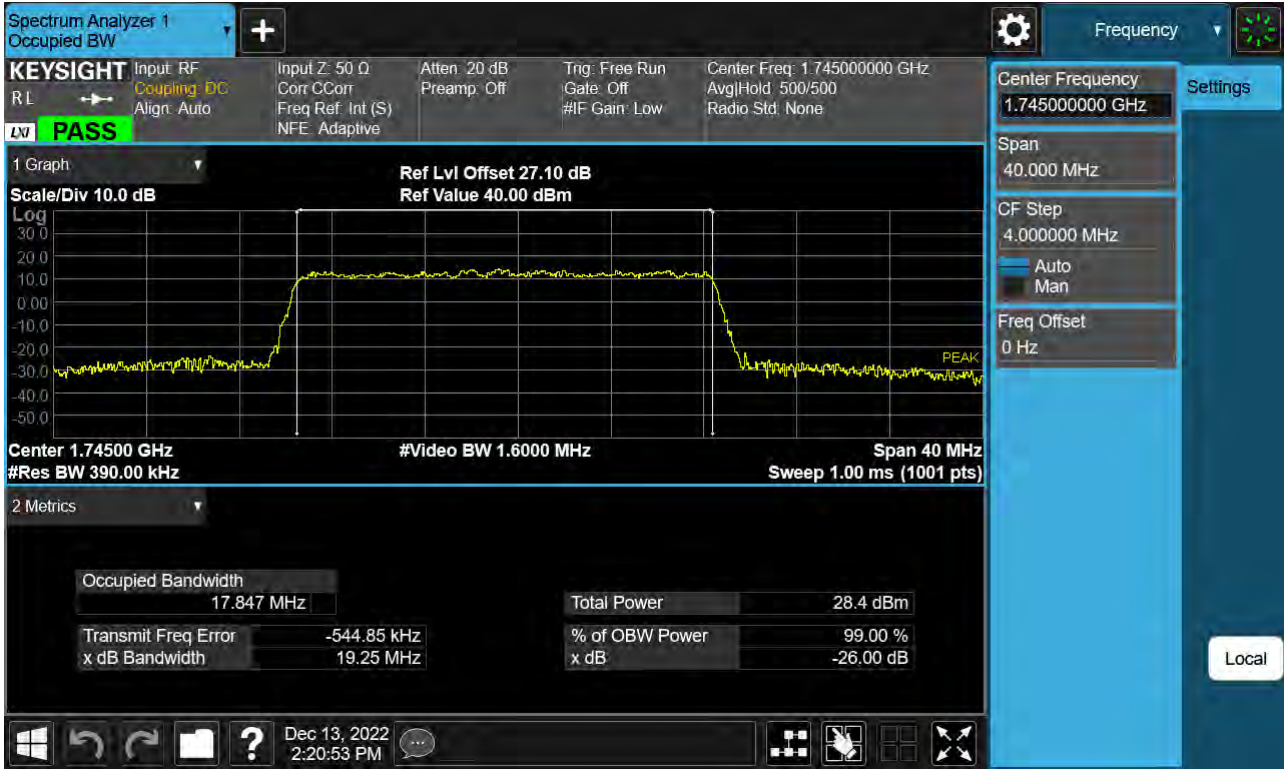 Spectrum Analyzer 1
Occupied BW
Frequency
KEYSIGHT
RL
LXI
PASS
Input: RF
Coupling: DC
Align: Auto
Input Z: 50 Ω
Corr CCorr
Freq Ref: Int (S)
NFE: Adaptive
Atten: 20 dB
Preamp: Off
Trig: Free Run
Gate: Off
#IF Gain: Low
Center Freq: 1.745000000 GHz
Avg|Hold: 500/500
Radio Std: None
1 Graph
Scale/Div 10.0 dB
Ref Lvl Offset 27.10 dB
Ref Value 40.00 dBm
Log
30.0
20.0
10.0
0.00
-10.0
-20.0
-30.0
-40.0
-50.0
PEAK
Center 1.74500 GHz
#Video BW 1.6000 MHz
Span 40 MHz
#Res BW 390.00 kHz
Sweep 1.00 ms (1001 pts)
2 Metrics
Occupied Bandwidth
17.847 MHz
Total Power 28.4 dBm
Transmit Freq Error -544.85 kHz
% of OBW Power 99.00 %
x dB Bandwidth 19.25 MHz
x dB -26.00 dB
Dec 13, 2022
2:20:53 PM
Center Frequency
1.745000000 GHz
Settings
Span
40.000 MHz
CF Step
4.000000 MHz
Auto
Man
Freq Offset
0 Hz
Local